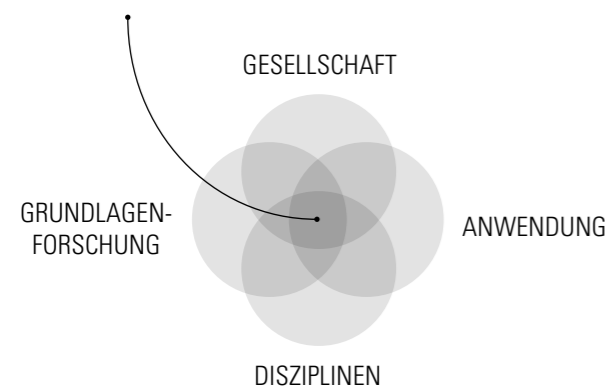 GESELLSCHAFT
GRUNDLAGEN-
FORSCHUNG
ANWENDUNG
DISZIPLINEN